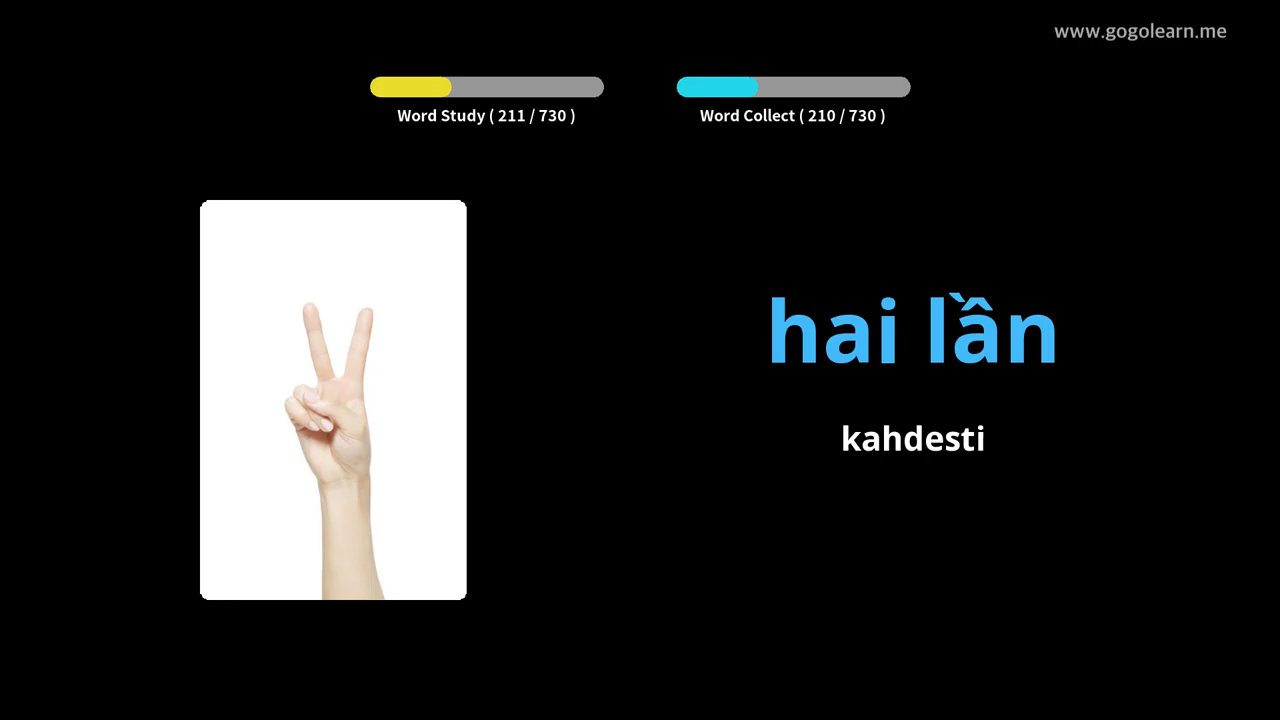 www.gogolearn.me
Word Study ( 211 / 730 )
Word Collect ( 210 / 730 )
hai lần
kahdesti